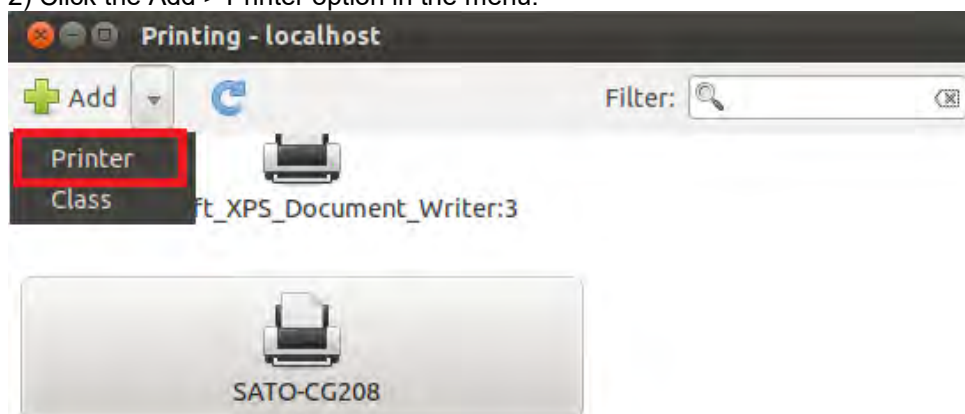 2) Click the Add > Printer option in the menu.
Printing - localhost
Add
Filter:
Printer
Class
ft_XPS_Document_Writer:3
SATO-CG208